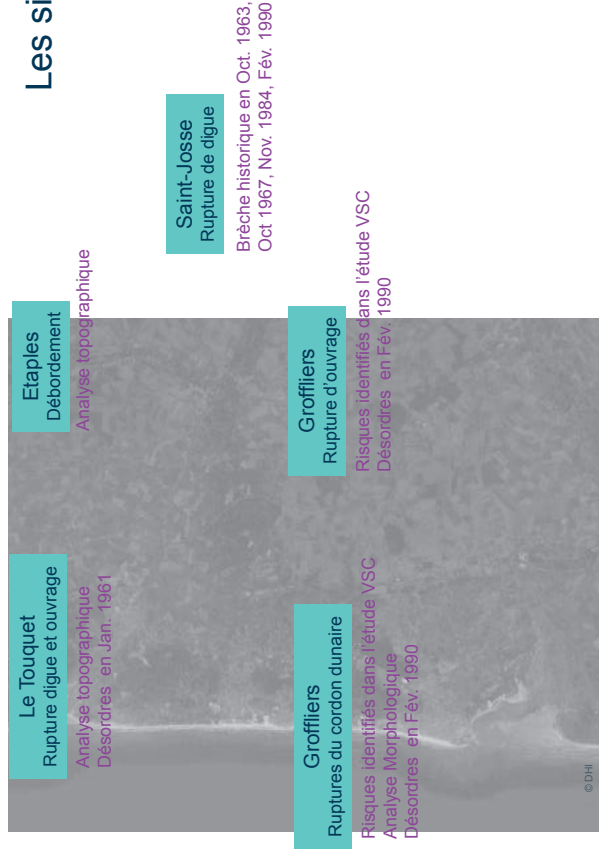 Les si
Le Touquet
Rupture digue et ouvrage
Analyse topographique
Désordres en Jan. 1961
Etaples
Débordement
Analyse topographique
Saint-Josse
Rupture de digue
Brèche historique en Oct. 1963,
Oct 1967, Nov. 1984, Fév. 1990
Groffliers
Ruptures du cordon dunaire
Risques identifiés dans l'étude VSC
Analyse Morphologique
Désordres en Fév. 1990
Groffliers
Rupture d'ouvrage
Risques identifiés dans l'étude VSC
Désordres en Fév. 1990
© DHI